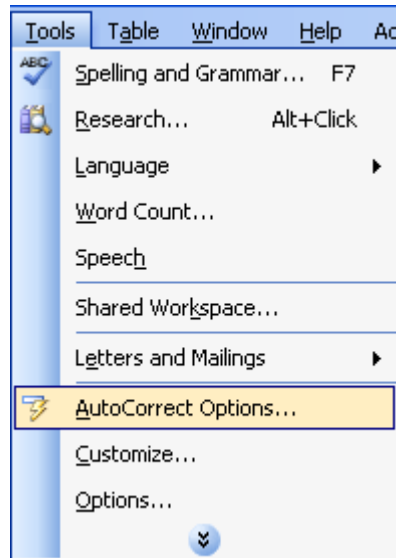 Tools Table Window Help Ac
ABC
Spelling and Grammar... F7
Research... Alt+Click
Language
Word Count...
Speech
Shared Workspace...
Letters and Mailings
AutoCorrect Options...
Customize...
Options...